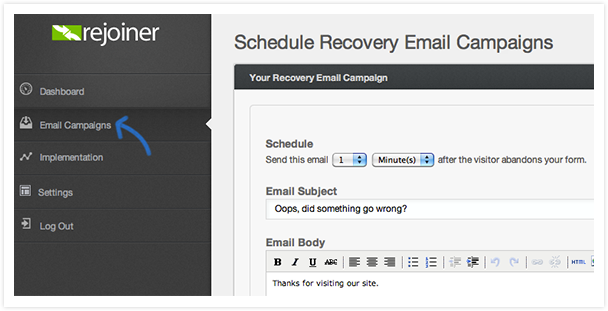 rejoiner
Schedule Recovery Email Campaigns
Dashboard
Email Campaigns
Implementation
Settings
Log Out
Your Recovery Email Campaign
Schedule
Send this email 1 Minute(s) after the visitor abandons your form.
Email Subject
Oops, did something go wrong?
Email Body
B I U ABC HTML
Thanks for visiting our site.